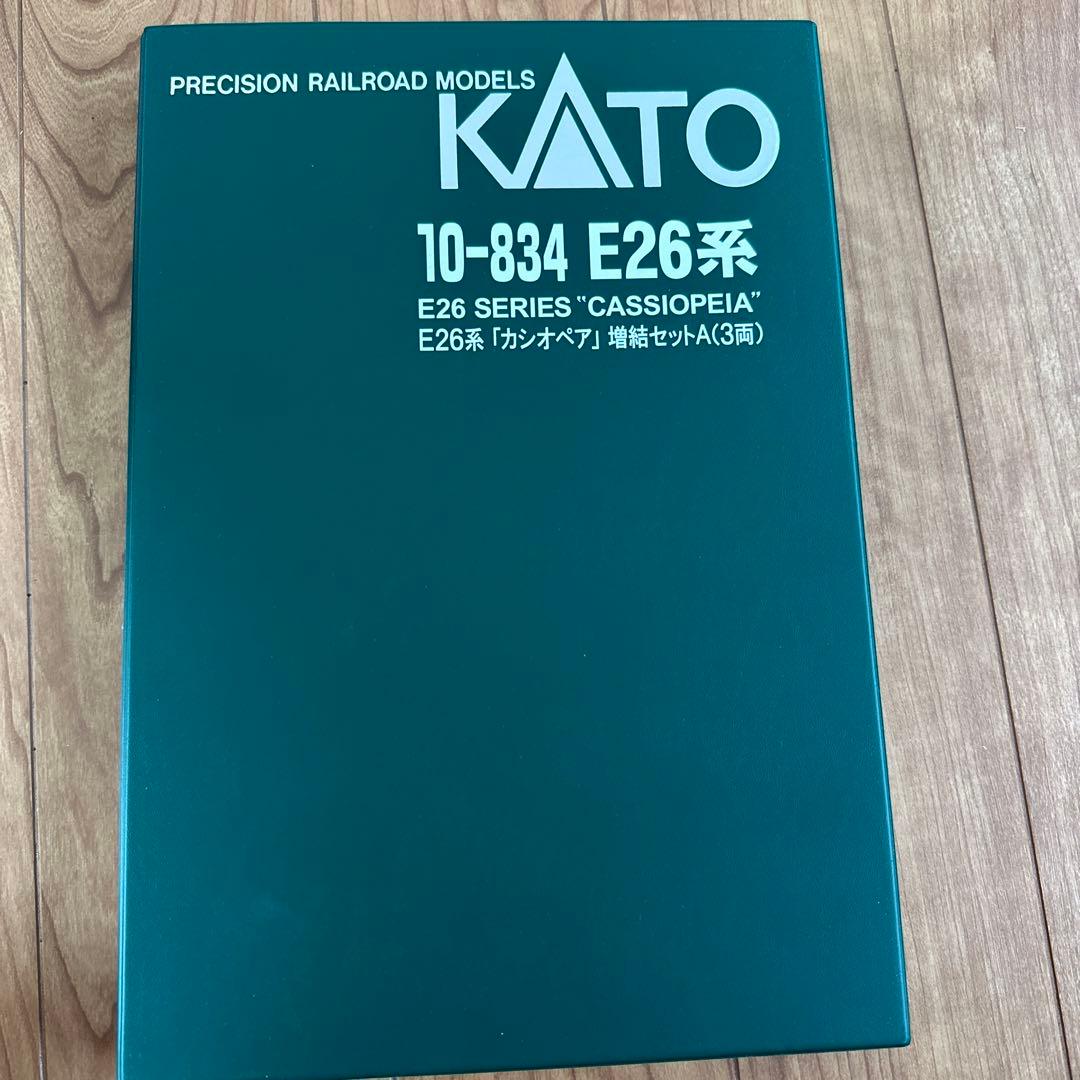 PRECISION RAILROAD MODELS
KATO
10-834 E26系
E26 SERIES “CASSIOPEIA”
E26系「カシオペア」増結セットA(3両)